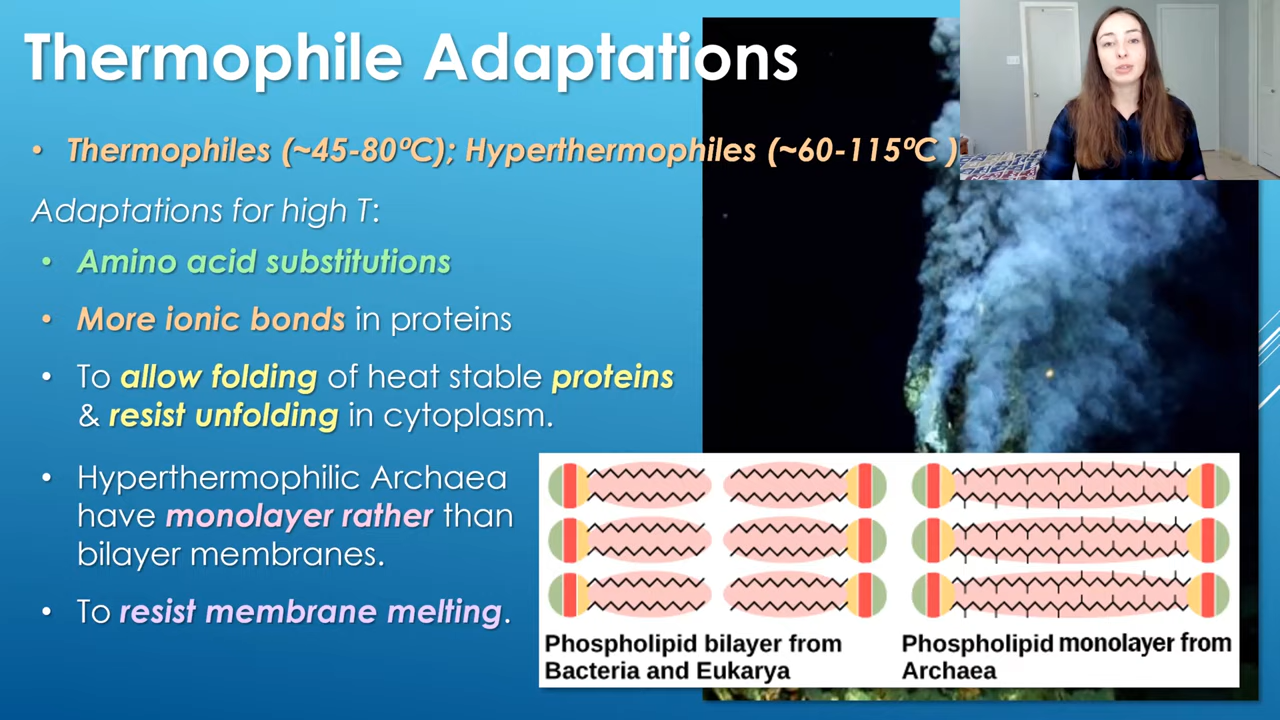 Thermophile Adaptations
• Thermophiles (~45-80ºC); Hyperthermophiles (~60-115ºC )
Adaptations for high T:
• Amino acid substitutions
• More ionic bonds in proteins
• To allow folding of heat stable proteins
& resist unfolding in cytoplasm.
• Hyperthermophilic Archaea
have monolayer rather than
bilayer membranes.
• To resist membrane melting.
Phospholipid bilayer from
Bacteria and Eukarya
Phospholipid monolayer from
Archaea